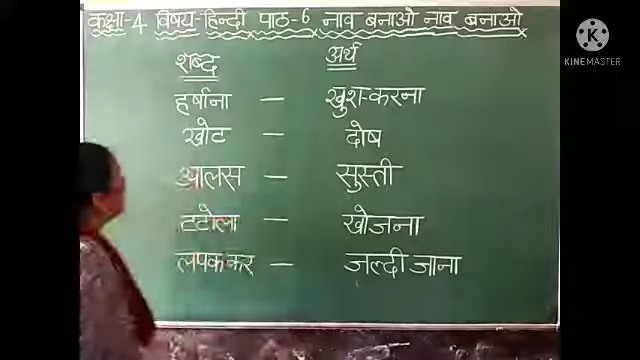 कक्षा-4 विषय-हिन्दी पाठ-6 नाव बनाओ नाव बनाओ
शब्द अर्थ
हर्षाना — खुश-करना
खोट — दोष
आलस — सुस्ती
टटोला — खोजना
लपककर — जल्दी जाना
KINEMASTER